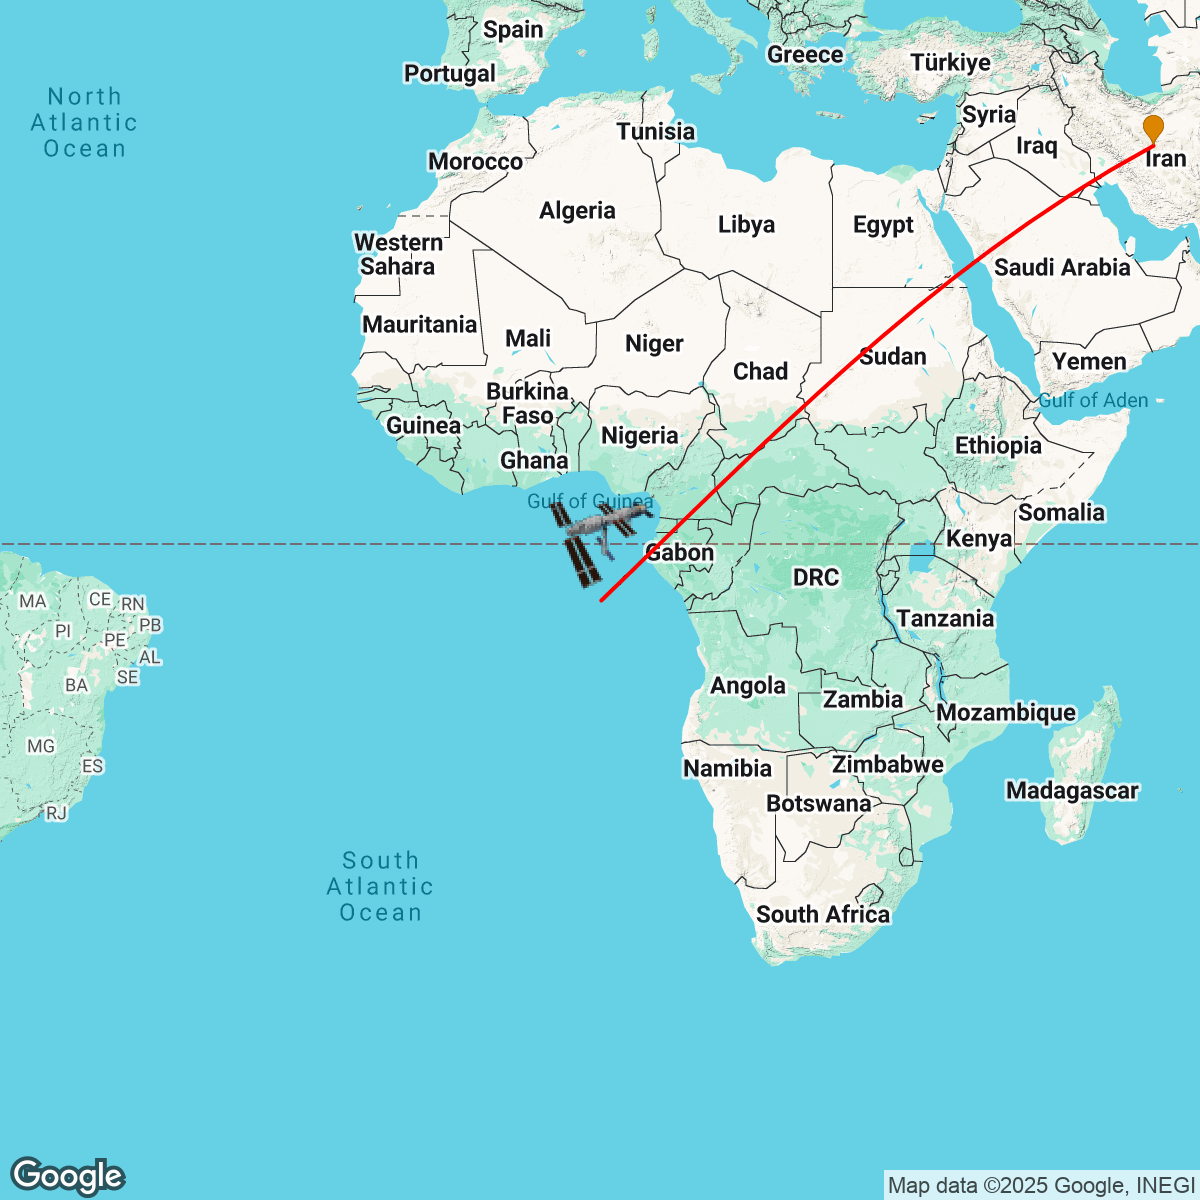 Spain
Portugal
Greece
Türkiye
North
Atlantic
Ocean
Syria
Iraq
Iran
Tunisia
Morocco
Algeria
Libya
Egypt
Western
Sahara
Saudi Arabia
Mauritania
Mali
Niger
Chad
Sudan
Yemen
Burkina
Faso
Gulf of Aden
Guinea
Nigeria
Ethiopia
Ghana
Gulf of Guinea
Somalia
Kenya
Gabon
DRC
MA
CE
RN
PI
PE
PB
AL
SE
BA
Tanzania
Angola
Zambia
Mozambique
MG
ES
RJ
Namibia
Zimbabwe
Botswana
Madagascar
South
Atlantic
Ocean
South Africa
Google
Map data ©2025 Google, INEGI